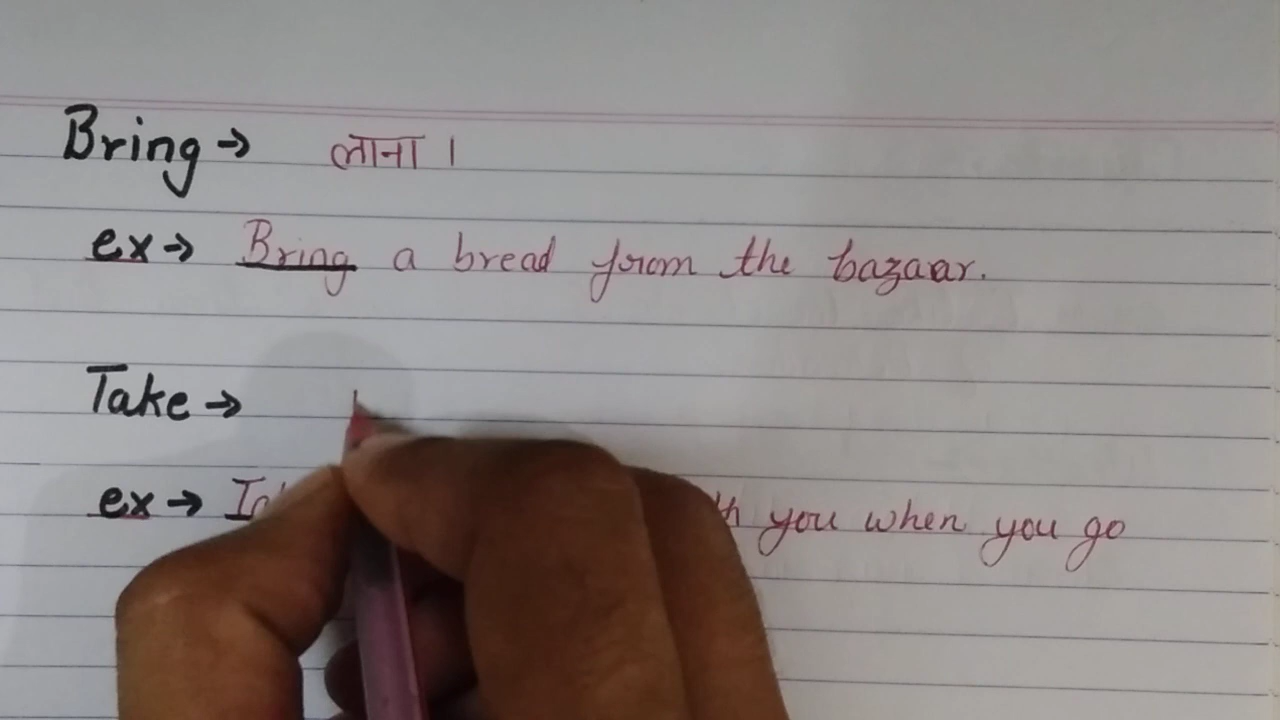 Bring → लाना ।
ex → Bring a bread from the bazaar.
Take →
ex → you when you go